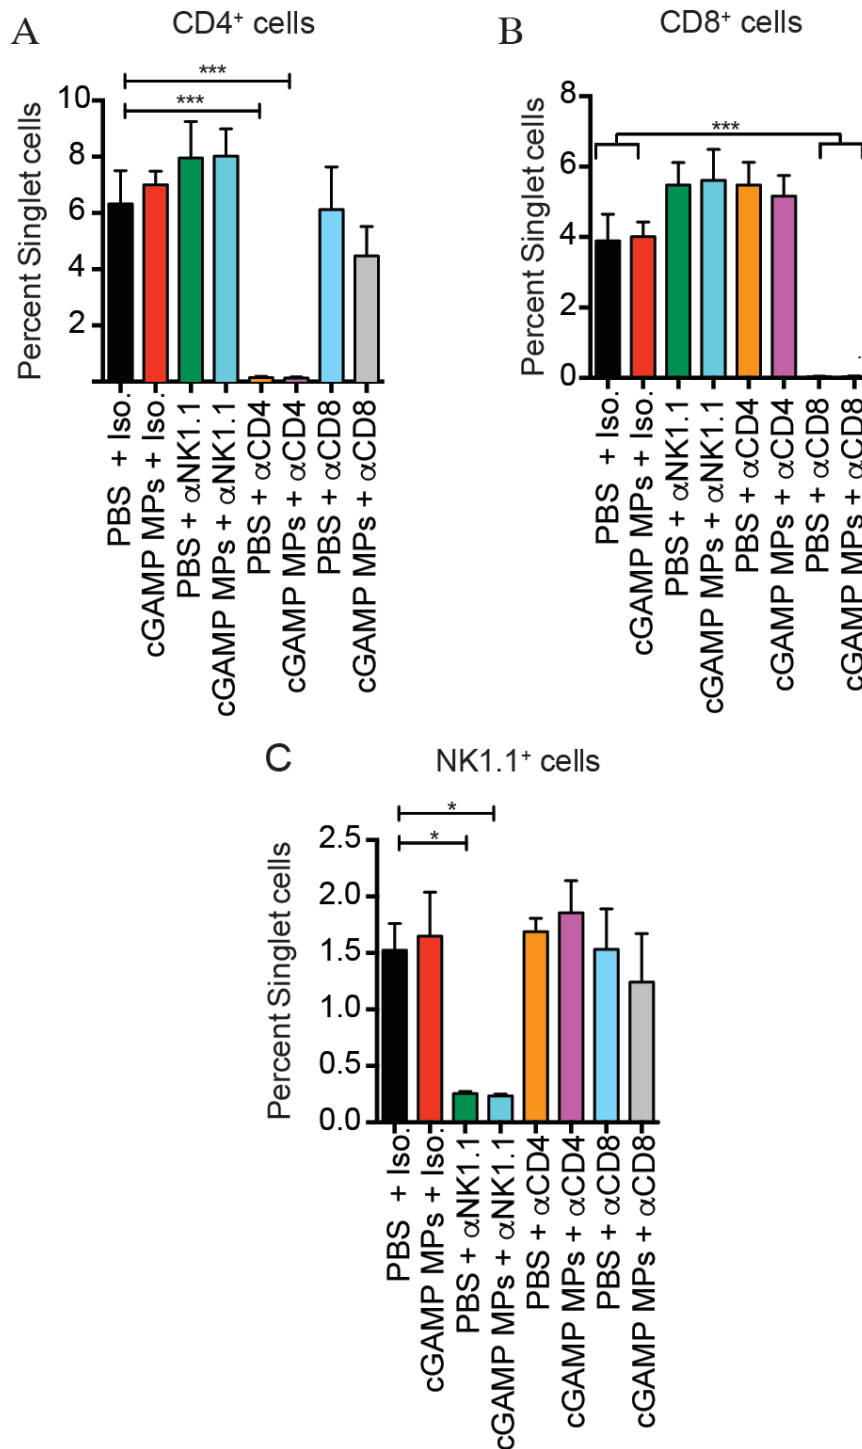 A
CD4⁺ cells
***
***
Percent Singlet cells
10
8
6
4
2
PBS + Iso.
cGAMP MPs + Iso.
PBS + αNK1.1
cGAMP MPs + αNK1.1
PBS + αCD4
cGAMP MPs + αCD4
PBS + αCD8
cGAMP MPs + αCD8
B
CD8⁺ cells
***
Percent Singlet cells
8
6
4
2
0
PBS + Iso.
cGAMP MPs + Iso.
PBS + αNK1.1
cGAMP MPs + αNK1.1
PBS + αCD4
cGAMP MPs + αCD4
PBS + αCD8
cGAMP MPs + αCD8
C
NK1.1⁺ cells
*
*
Percent Singlet cells
2.5
2.0
1.5
1.0
0.5
0.0
PBS + Iso.
cGAMP MPs + Iso.
PBS + αNK1.1
cGAMP MPs + αNK1.1
PBS + αCD4
cGAMP MPs + αCD4
PBS + αCD8
cGAMP MPs + αCD8